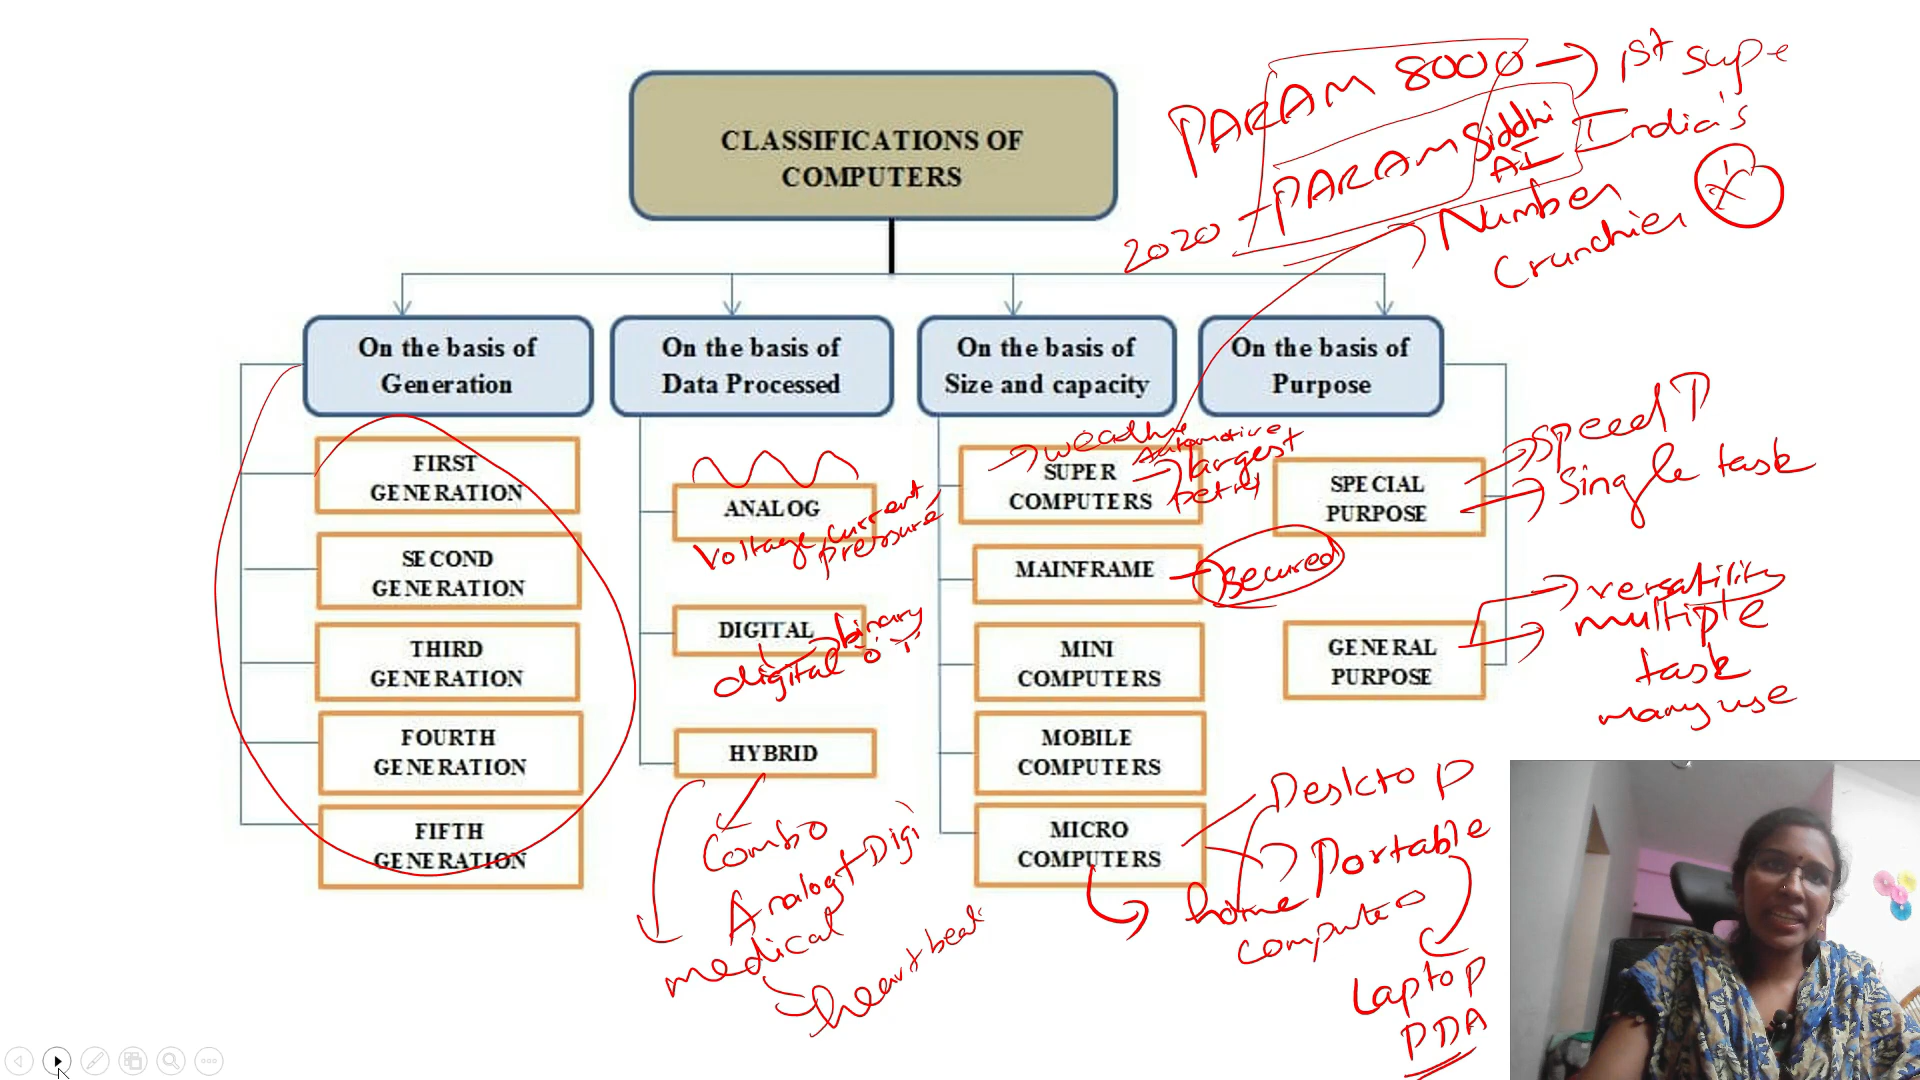 PARAM 8000 → 1st supe
CLASSIFICATIONS OF
COMPUTERS
India's
2020 - PARAM Siddhi
AI
Number
Crunchier
On the basis of
Generation
On the basis of
Data Processed
On the basis of
Size and capacity
On the basis of
Purpose
FIRST
GENERATION
SECOND
GENERATION
THIRD
GENERATION
FOURTH
GENERATION
FIFTH
GENERATION
ANALOG
Voltage, current
pressure
DIGITAL
binary
digital 0 1
HYBRID
Combo
Analog + Digi
medical
heart beat
Automotive
SUPER
COMPUTERS
largest
MAINFRAME
Secured
MINI
COMPUTERS
MOBILE
COMPUTERS
MICRO
COMPUTERS
Desktop
Portable
home
computer
Laptop
PDA
SPECIAL
PURPOSE
speed ↑
Single task
GENERAL
PURPOSE
versatility
multiple
task
many use